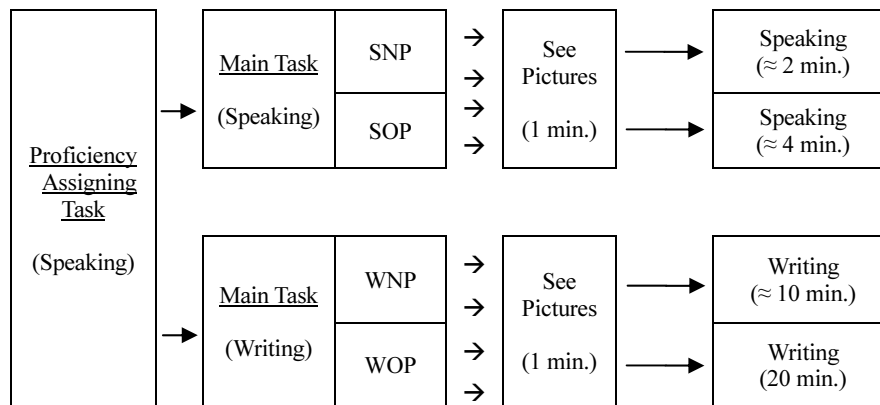 Proficiency
Assigning
Task
(Speaking)
Main Task
(Speaking)
SNP
SOP
→
→
→
→
See
Pictures
(1 min.)
Speaking
(≈ 2 min.)
Speaking
(≈ 4 min.)
Main Task
(Writing)
WNP
WOP
→
→
→
→
See
Pictures
(1 min.)
Writing
(≈ 10 min.)
Writing
(20 min.)